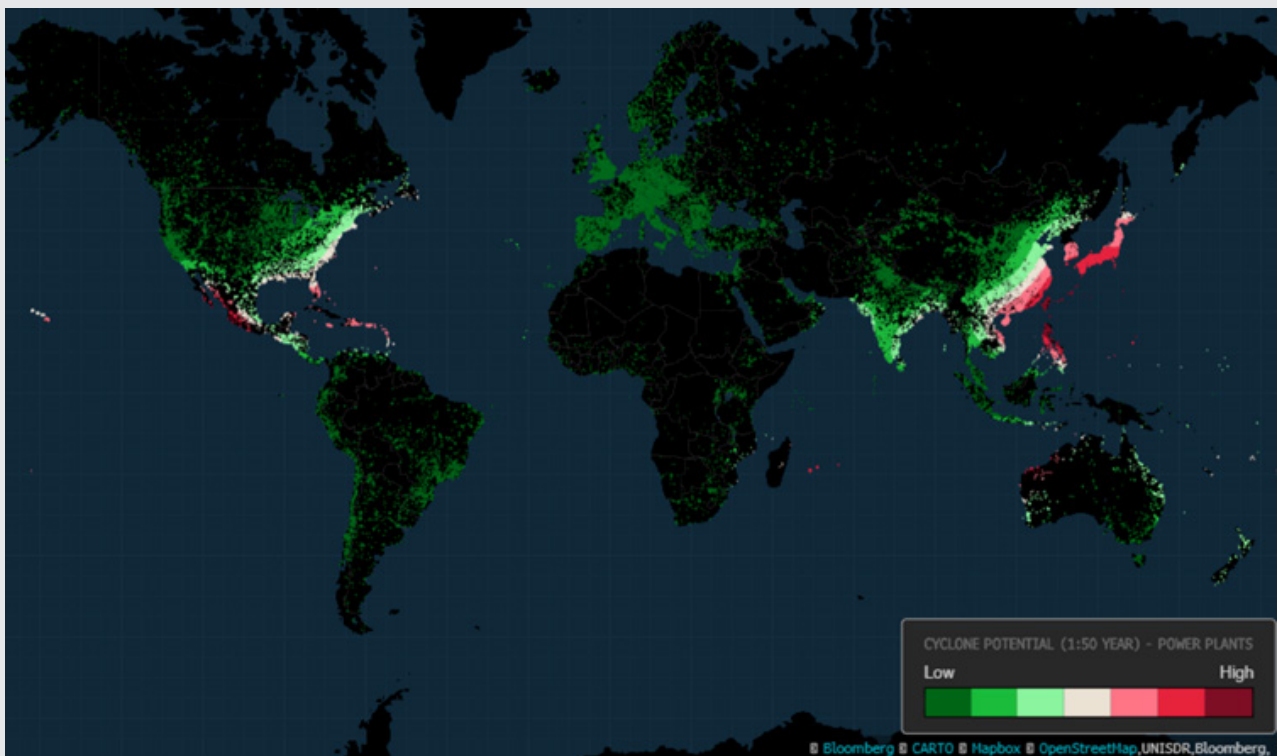 CYCLONE POTENTIAL (1:50 YEAR) - POWER PLANTS
Low High
© Bloomberg © CARTO © Mapbox © OpenStreetMap,UNISDR,Bloomberg,